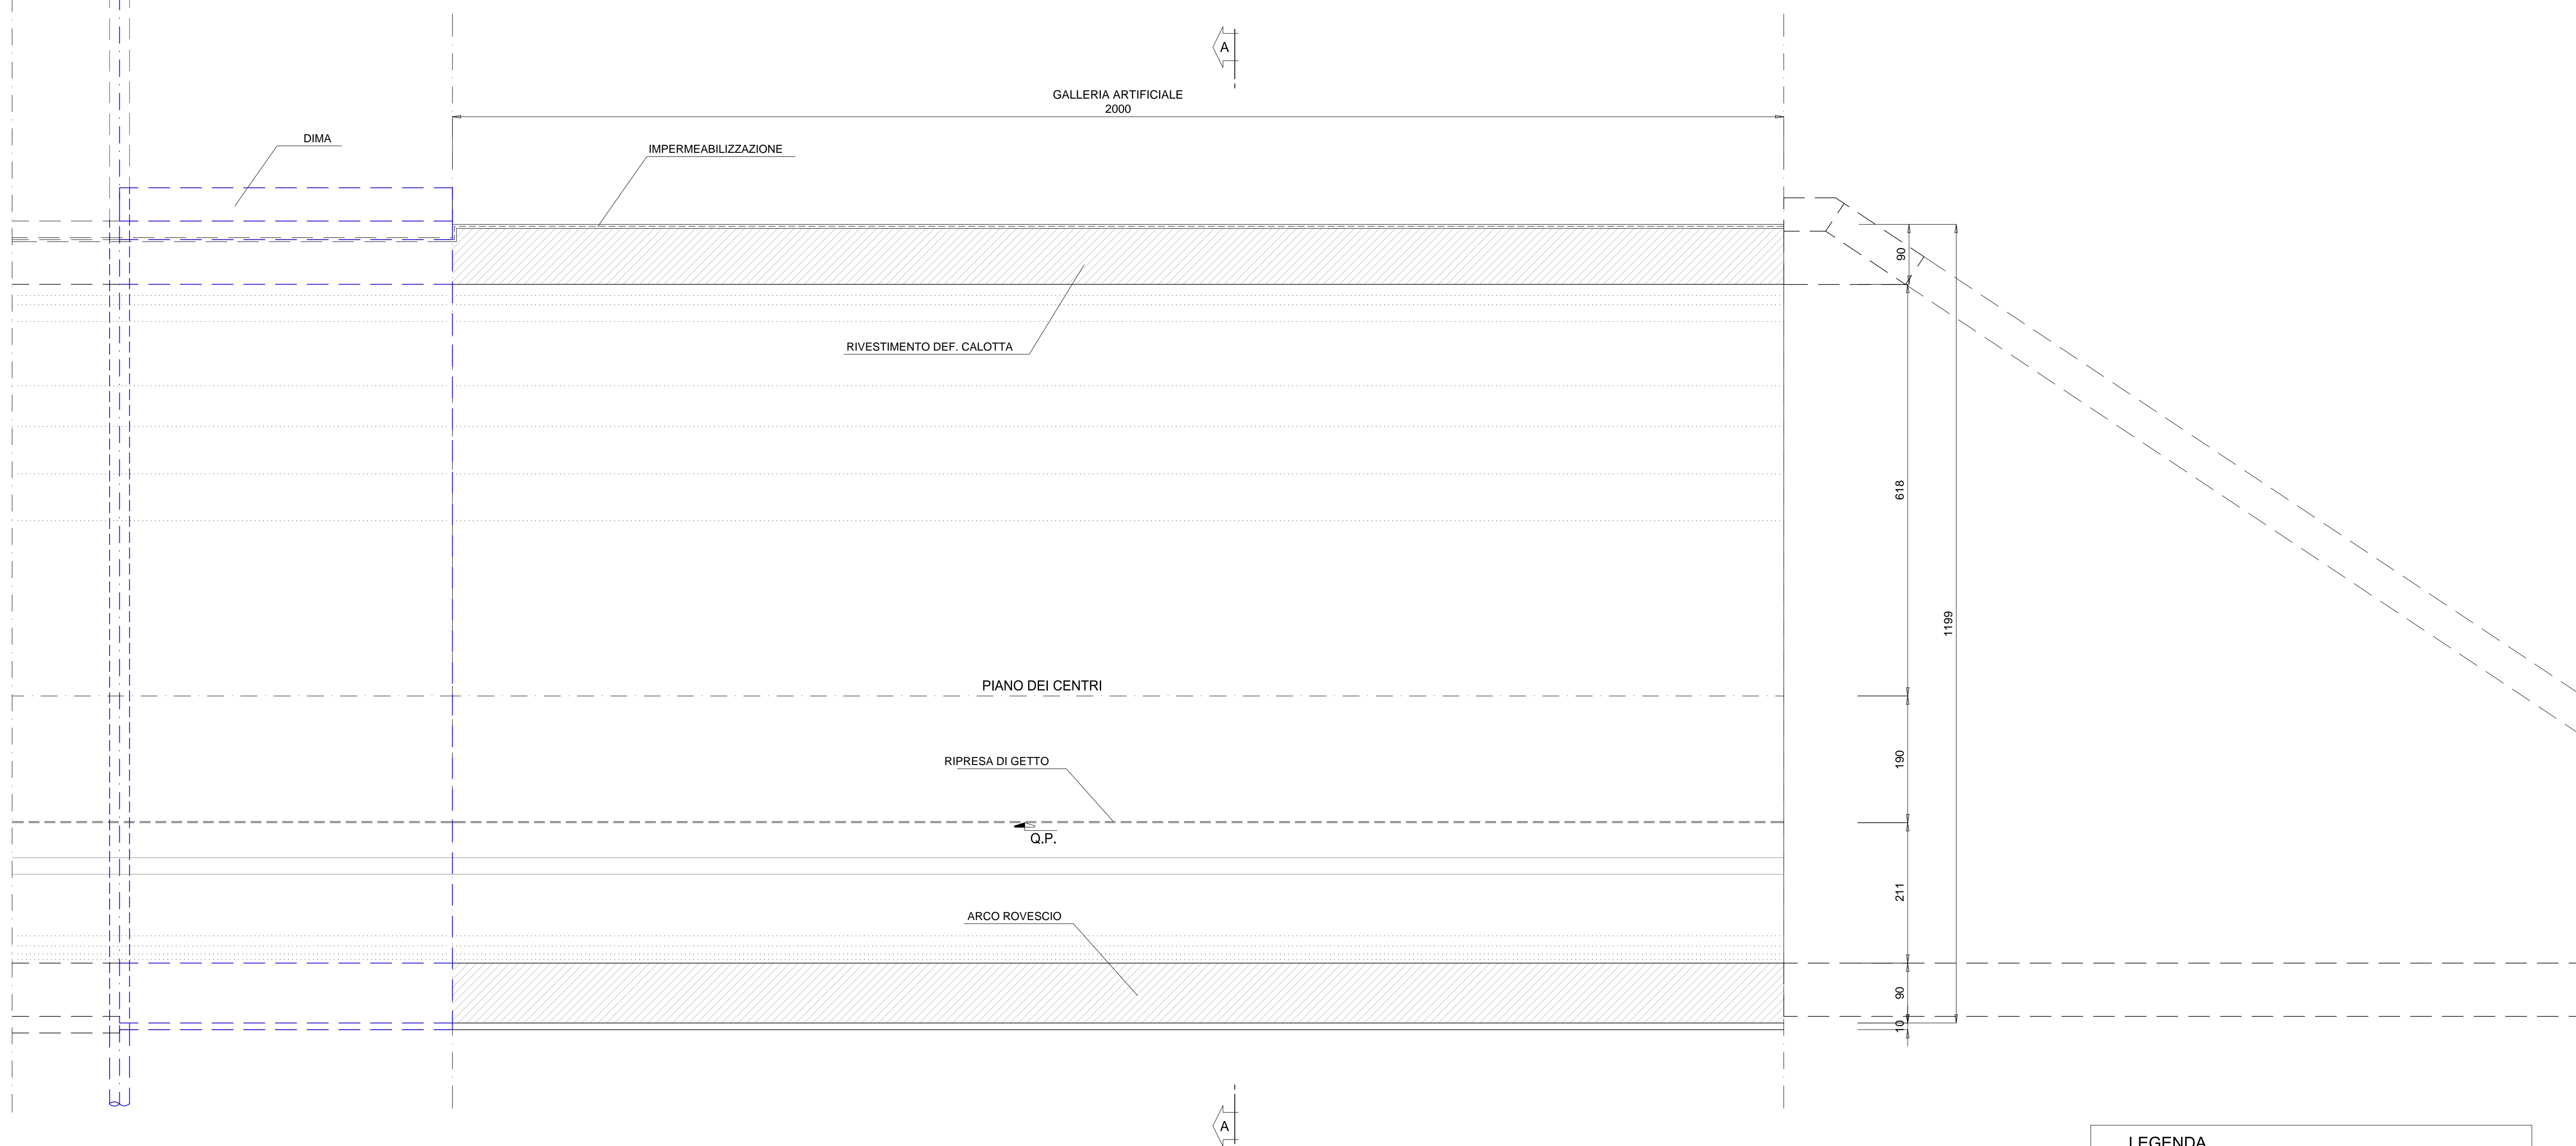 A
GALLERIA ARTIFICIALE
2000
DIMA
IMPERMEABILIZZAZIONE
90
RIVESTIMENTO DEF. CALOTTA
618
1199
PIANO DEI CENTRI
RIPRESA DI GETTO
190
Q.P.
211
ARCO ROVESCIO
90
10
A
LEGENDA